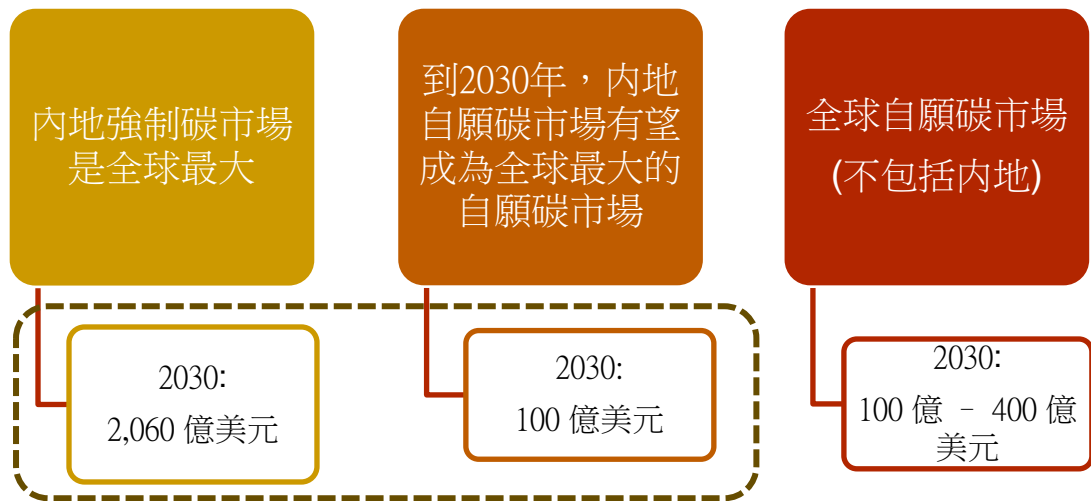 內地強制碳市場
是全球最大
到2030年，內地
自願碳市場有望
成為全球最大的
自願碳市場
全球自願碳市場
(不包括內地)
2030:
2,060 億美元
2030:
100 億美元
2030:
100 億 – 400 億
美元